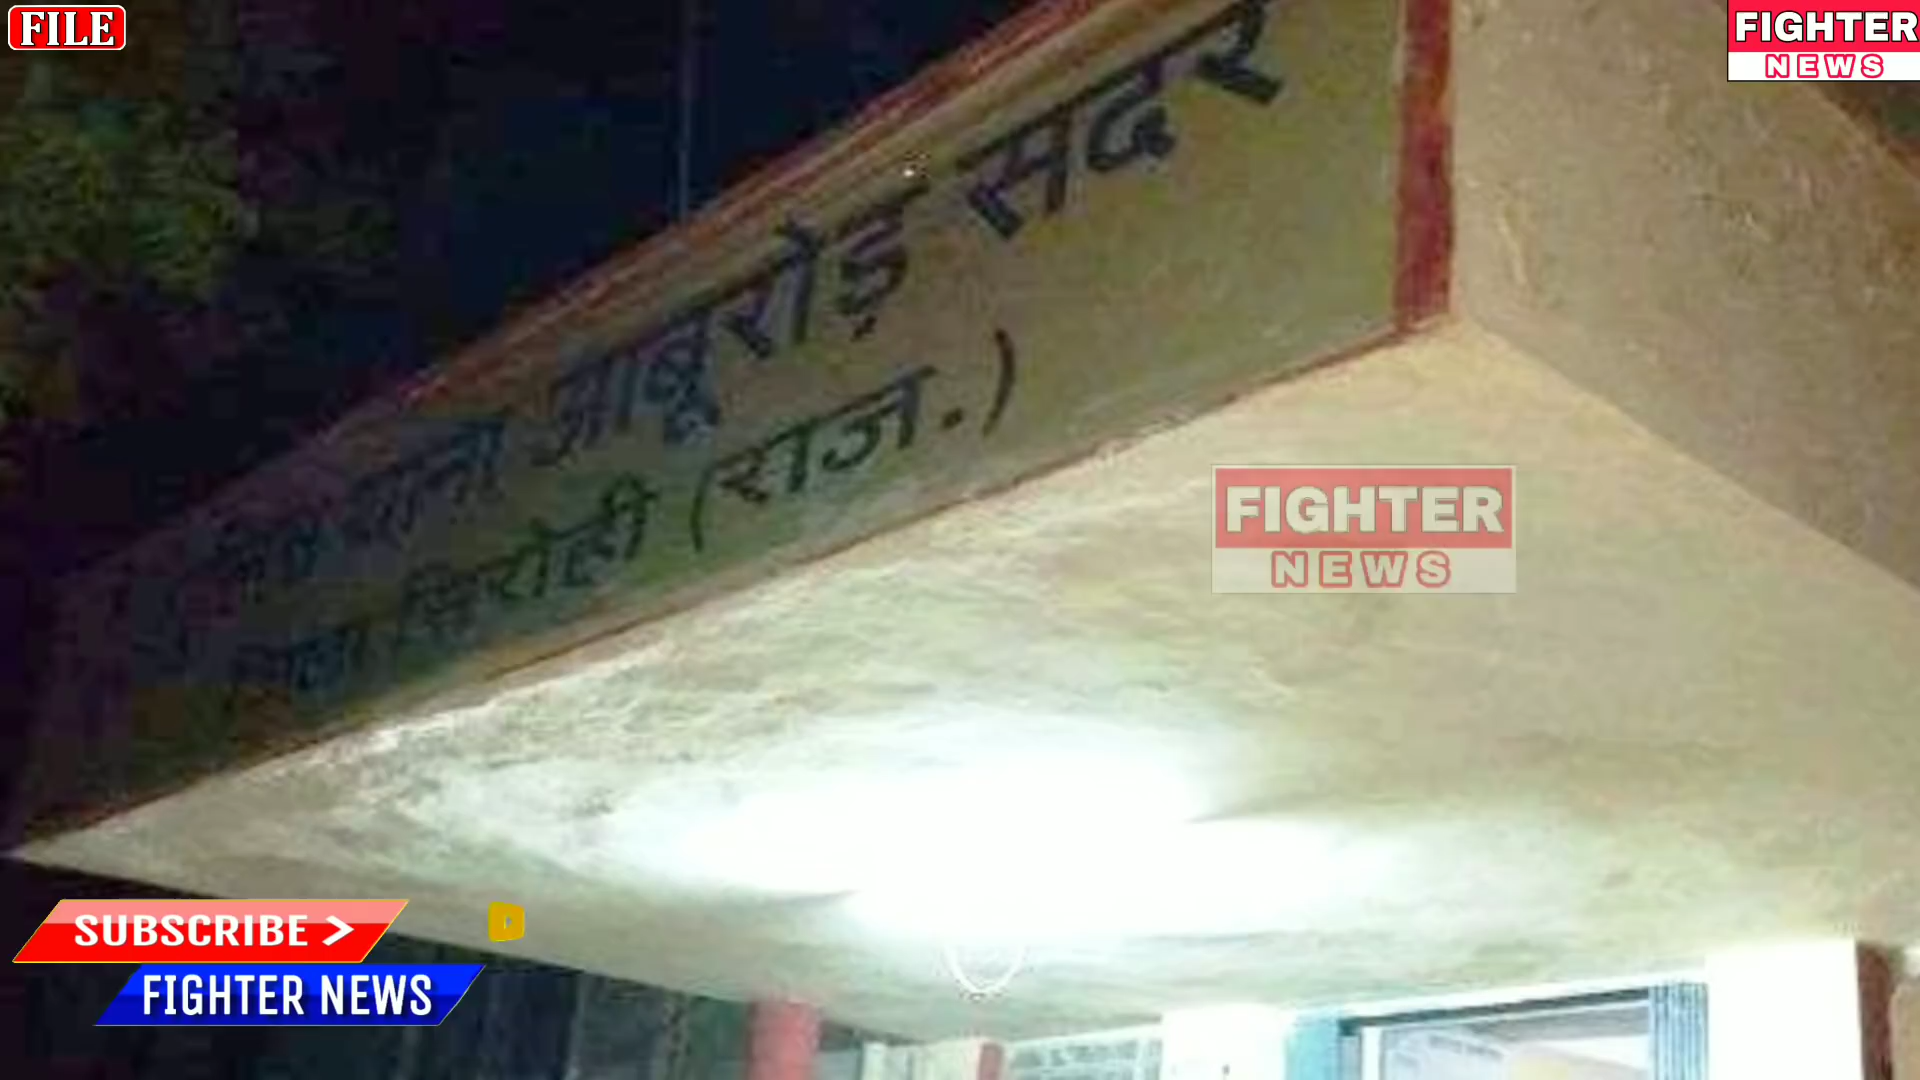 FILE
FIGHTER
NEWS
थाना आबूरोड़ सदर
जिला सिरोही (राज.)
FIGHTER
NEWS
SUBSCRIBE >
FIGHTER NEWS